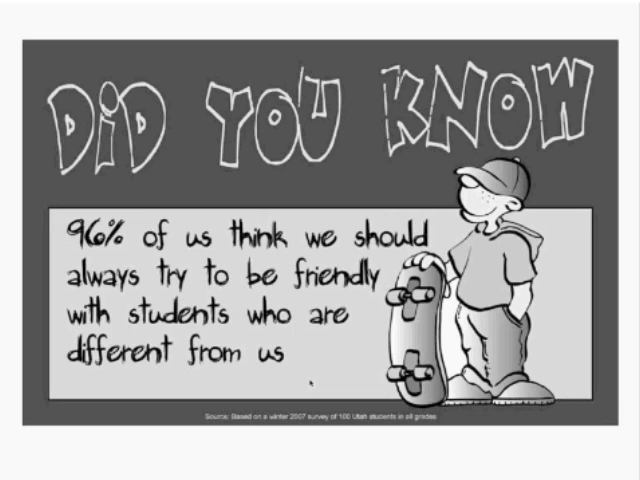 DiD YOU KNOW
96% of us think we should
always try to be friendly
with students who are
different from us
Source: Based on a winter 2007 survey of 100 Utah students in all grades